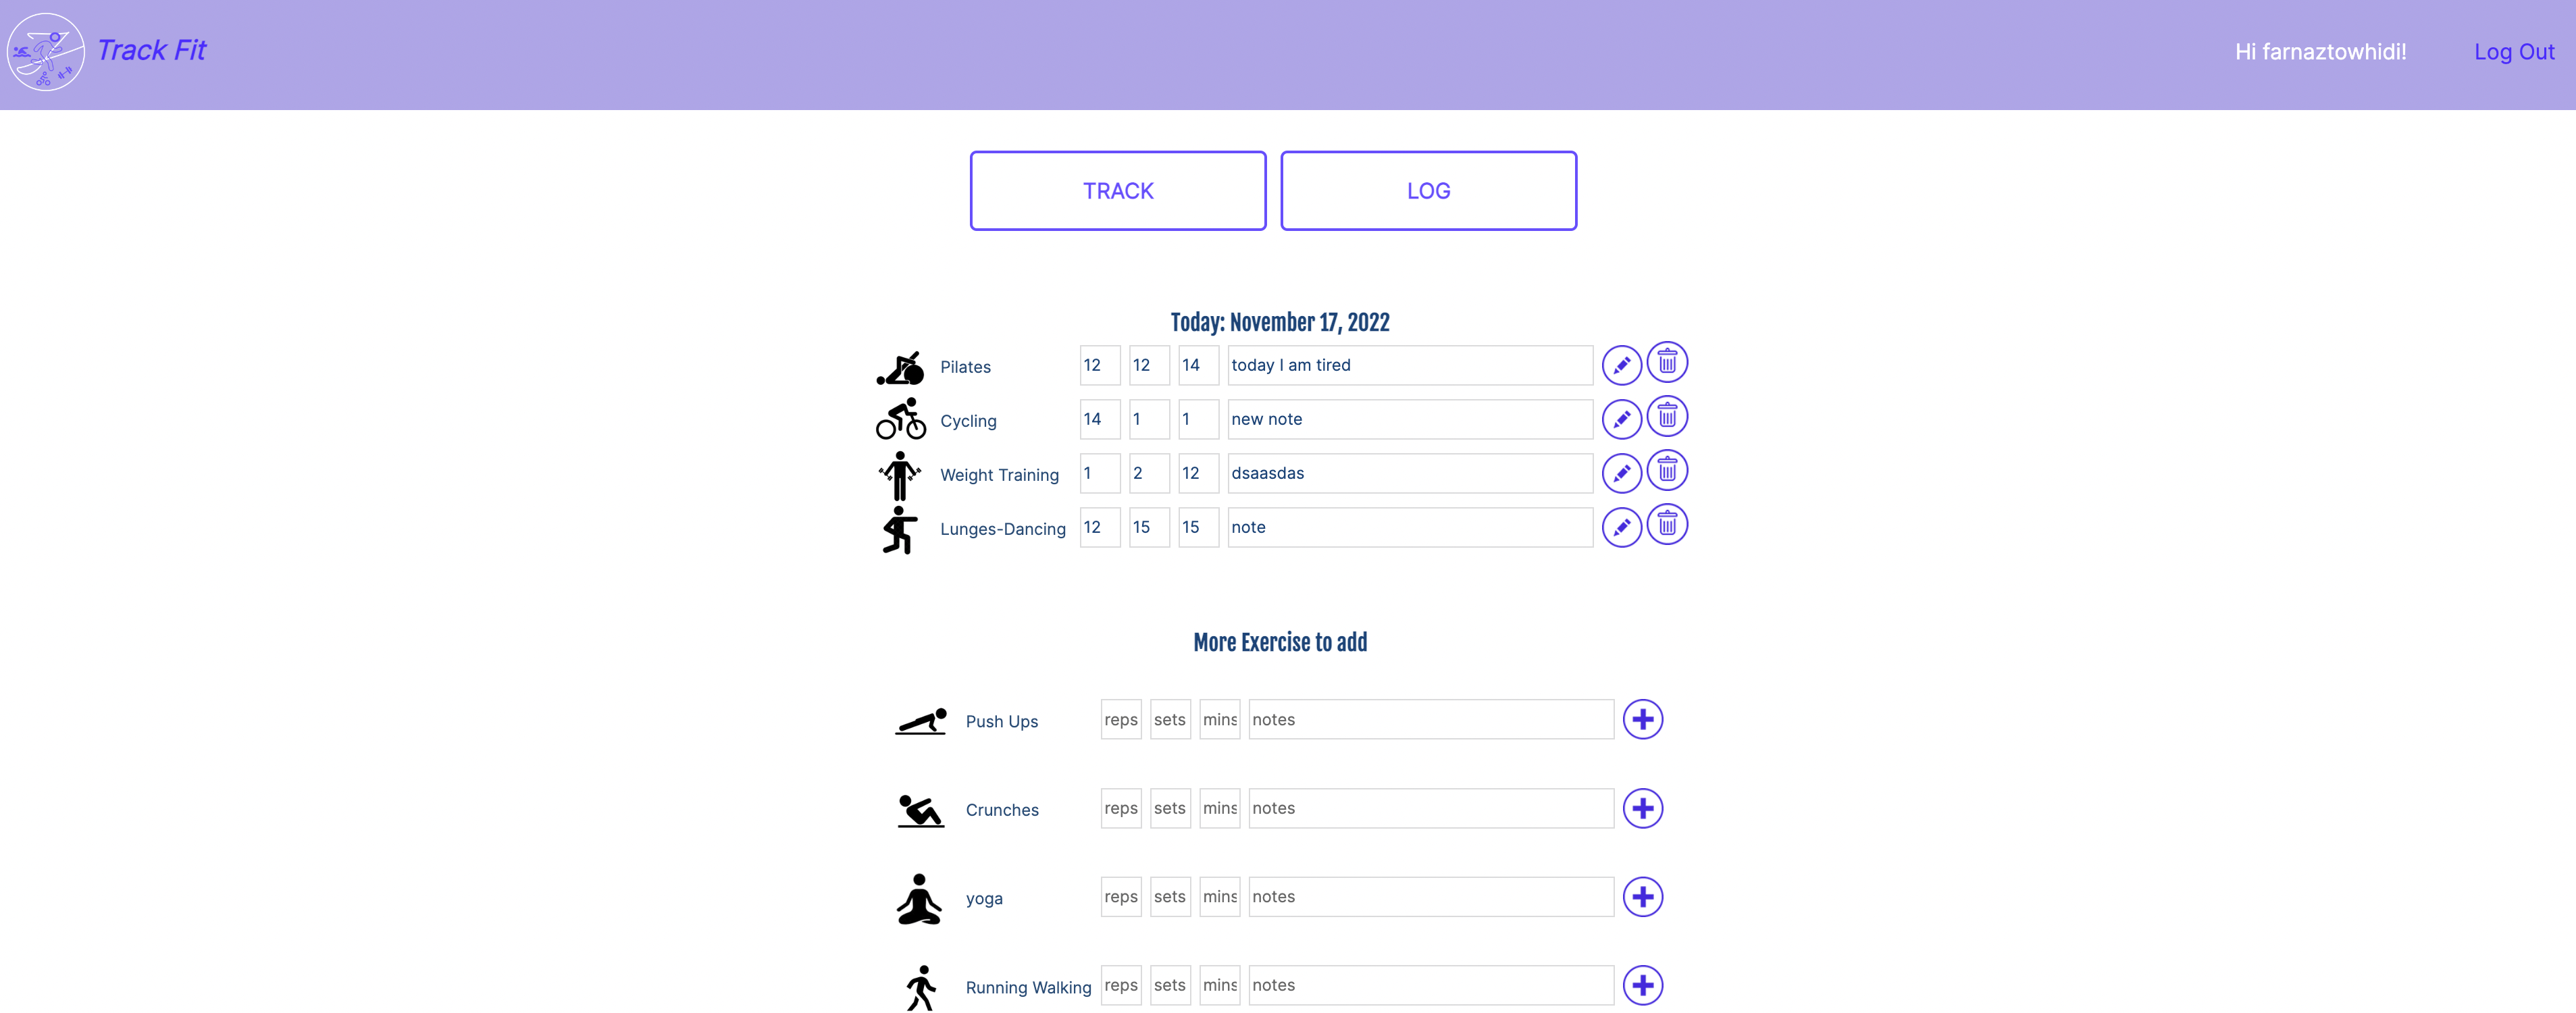 Track Fit
Hi farnaztowhidi!
Log Out
TRACK
LOG
Today: November 17, 2022
Pilates 12 12 14 today I am tired
Cycling 14 1 1 new note
Weight Training 1 2 12 dsaasdas
Lunges-Dancing 12 15 15 note
More Exercise to add
Push Ups reps sets mins notes
Crunches reps sets mins notes
yoga reps sets mins notes
Running Walking reps sets mins notes